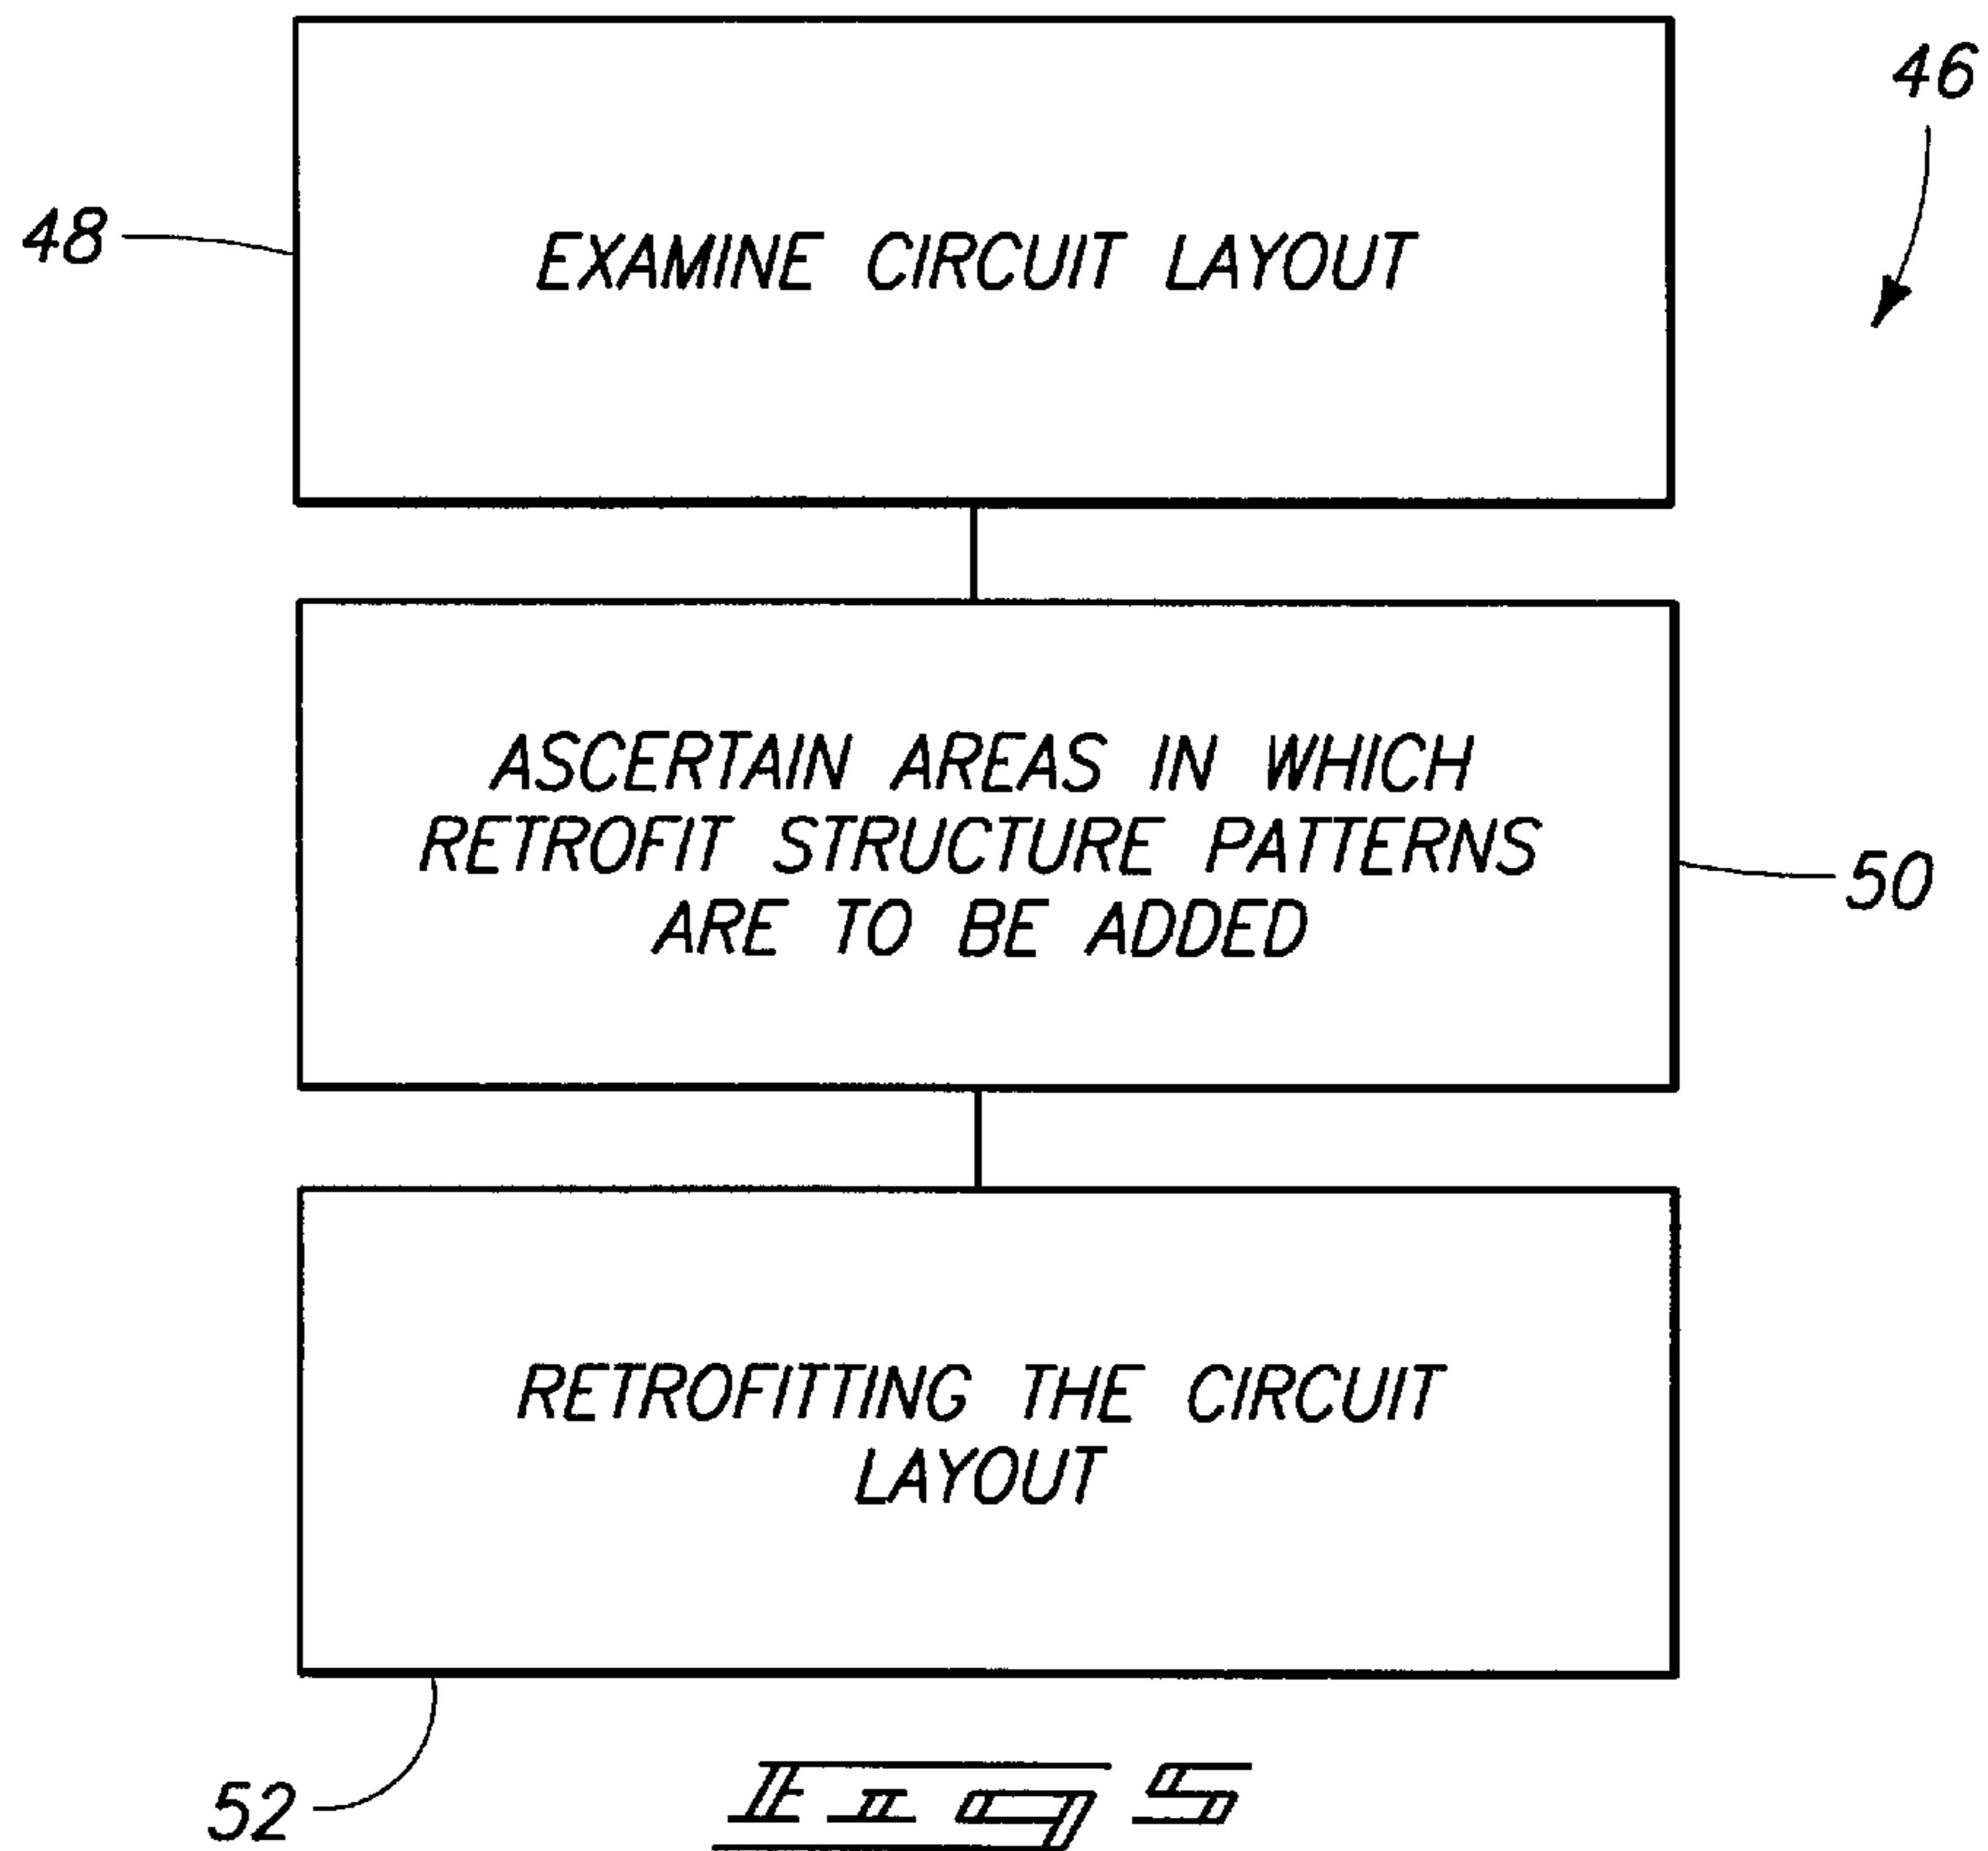 46
48
EXAMINE CIRCUIT LAYOUT
ASCERTAIN AREAS IN WHICH
RETROFIT STRUCTURE PATTERNS
ARE TO BE ADDED
50
RETROFITTING THE CIRCUIT
LAYOUT
52
Fig 5